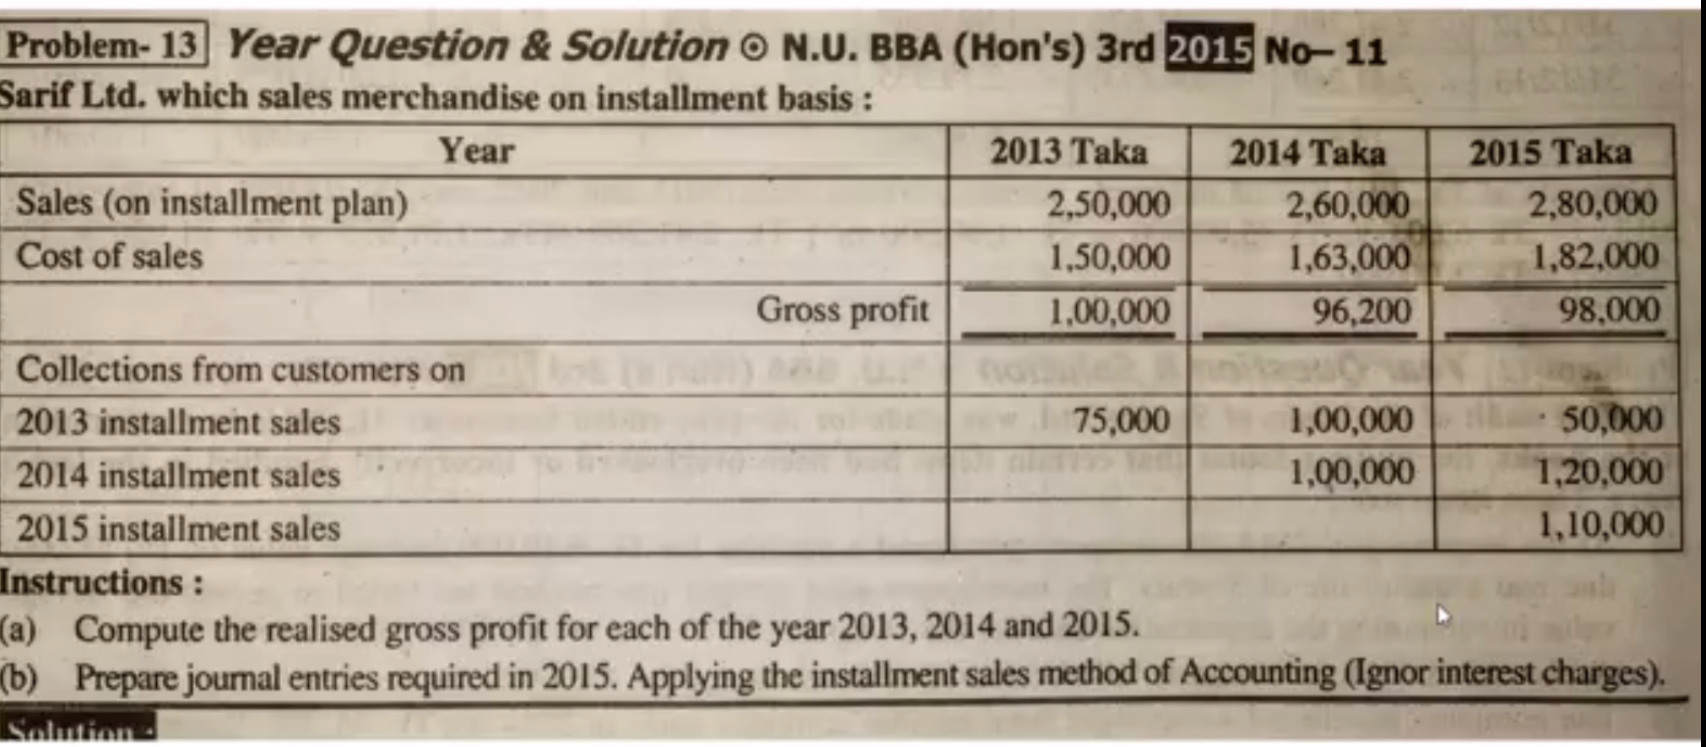 Problem- 13 Year Question & Solution ⊙ N.U. BBA (Hon's) 3rd 2015 No– 11
Sarif Ltd. which sales merchandise on installment basis :
Year 2013 Taka 2014 Taka 2015 Taka
Sales (on installment plan) 2,50,000 2,60,000 2,80,000
Cost of sales 1,50,000 1,63,000 1,82,000
Gross profit 1,00,000 96,200 98,000
Collections from customers on
2013 installment sales 75,000 1,00,000 50,000
2014 installment sales 1,00,000 1,20,000
2015 installment sales 1,10,000
Instructions :
(a) Compute the realised gross profit for each of the year 2013, 2014 and 2015.
(b) Prepare journal entries required in 2015. Applying the installment sales method of Accounting (Ignor interest charges).
Solution :